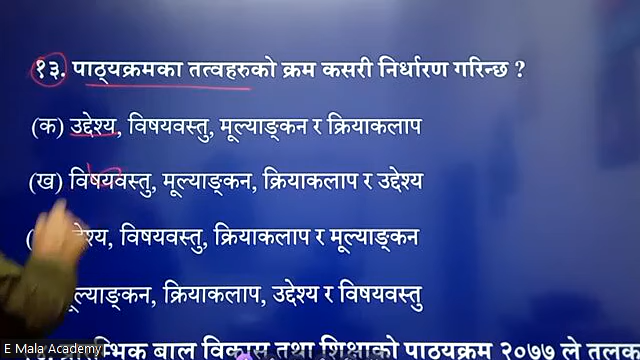 १३. पाठ्यक्रमका तत्वहरुको क्रम कसरी निर्धारण गरिन्छ ?
(क) उद्देश्य, विषयवस्तु, मूल्याङ्कन र क्रियाकलाप
(ख) विषयवस्तु, मूल्याङ्कन, क्रियाकलाप र उद्देश्य
विषयवस्तु, क्रियाकलाप र मूल्याङ्कन
मूल्याङ्कन, क्रियाकलाप, उद्देश्य र विषयवस्तु
बाल विकास तथा शिक्षाको पाठ्यक्रम २०७७ ले
E Mala Academy